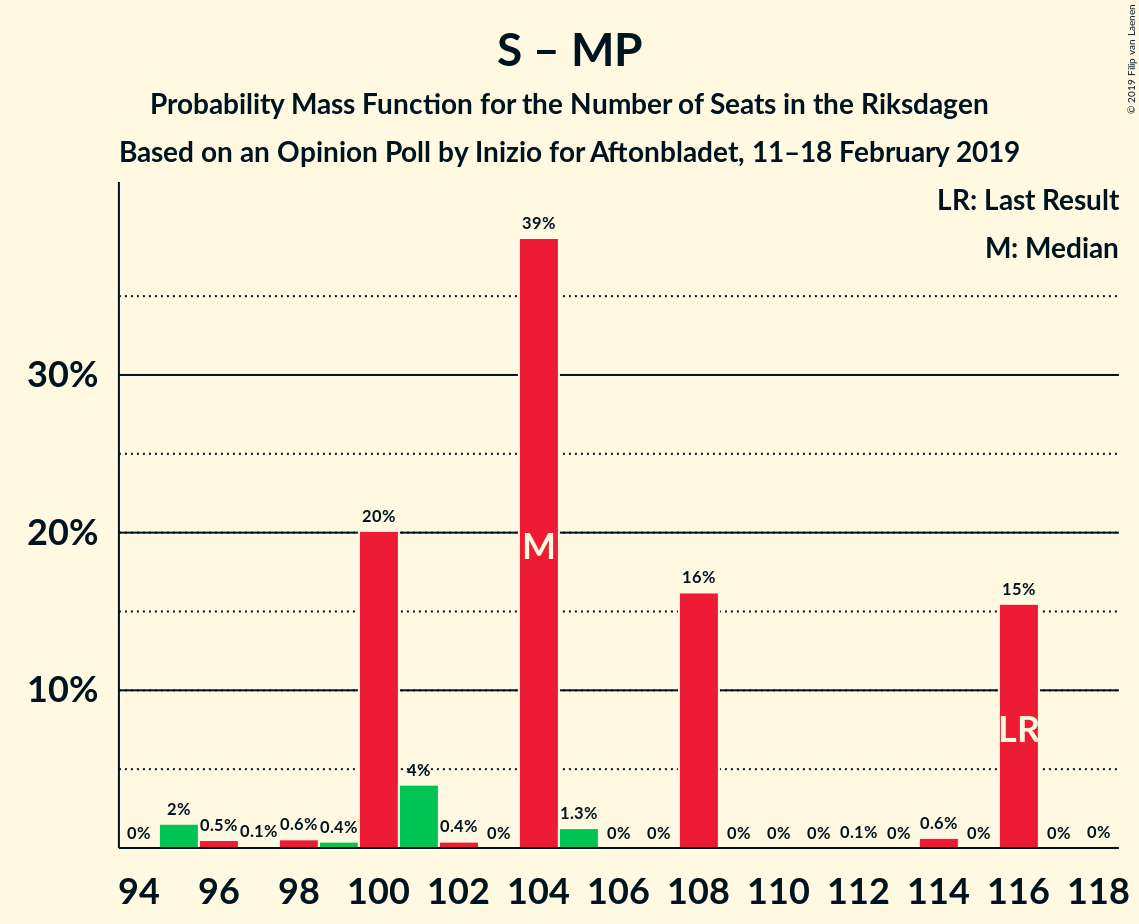 S – MP
Probability Mass Function for the Number of Seats in the Riksdagen
Based on an Opinion Poll by Inizio for Aftonbladet, 11–18 February 2019
© 2019 Filip van Laenen
LR: Last Result
M: Median
30%
20%
10%
0% 2% 0.5% 0.1% 0.6% 0.4% 20% 4% 0.4% 0% 39% 1.3% 0% 0% 16% 0% 0% 0% 0.1% 0% 0.6% 0% 15% 0% 0%
M
LR
94 96 98 100 102 104 106 108 110 112 114 116 118